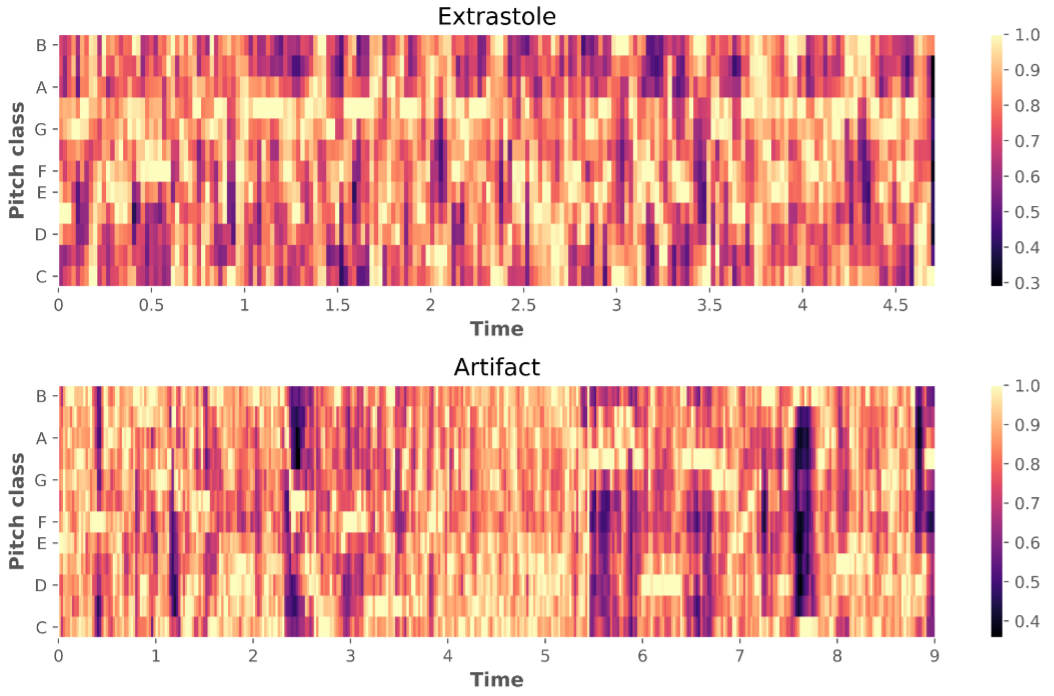 Extrastole
Pitch class
B
A
G
F
E
D
C
0 0.5 1 1.5 2 2.5 3 3.5 4 4.5
Time
1.0
0.9
0.8
0.7
0.6
0.5
0.4
0.3
Artifact
Pitch class
B
A
G
F
E
D
C
0 1 2 3 4 5 6 7 8 9
Time
1.0
0.9
0.8
0.7
0.6
0.5
0.4